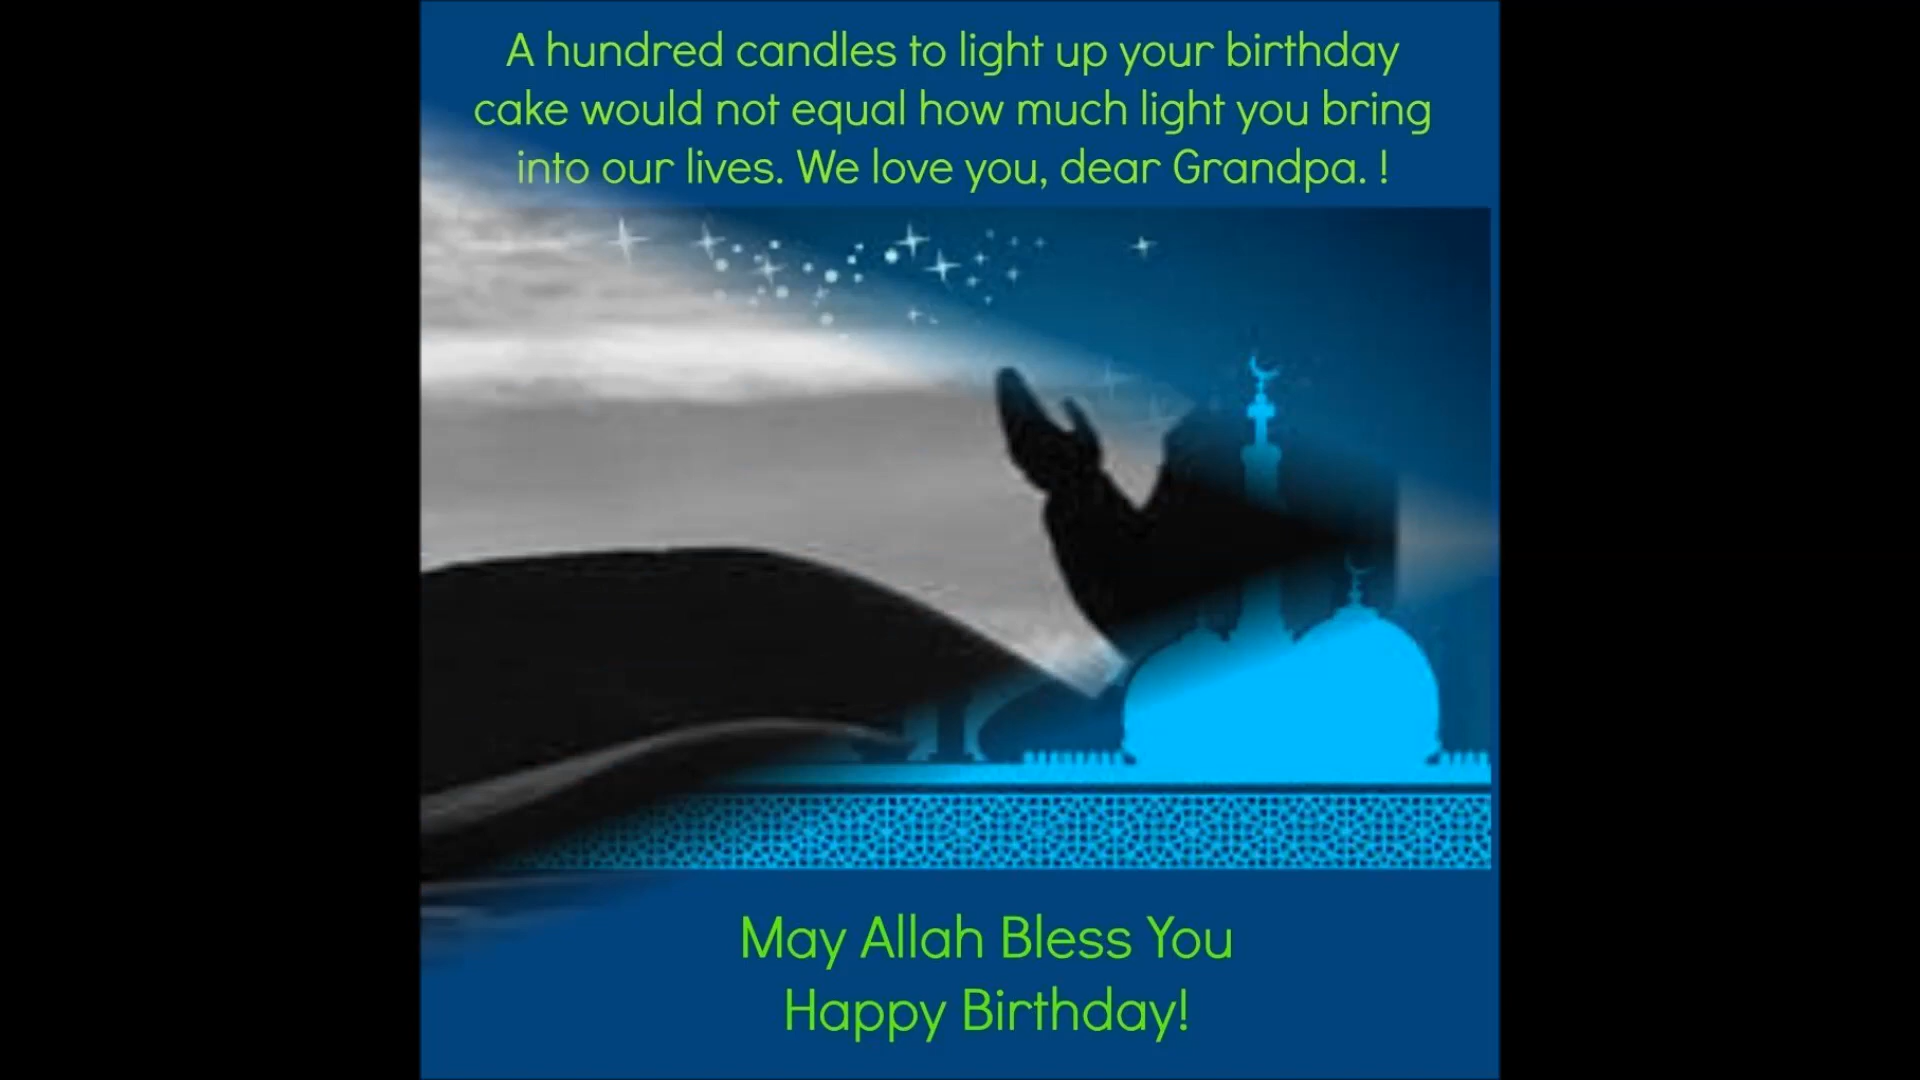 A hundred candles to light up your birthday
cake would not equal how much light you bring
into our lives. We love you, dear Grandpa. !
May Allah Bless You
Happy Birthday!